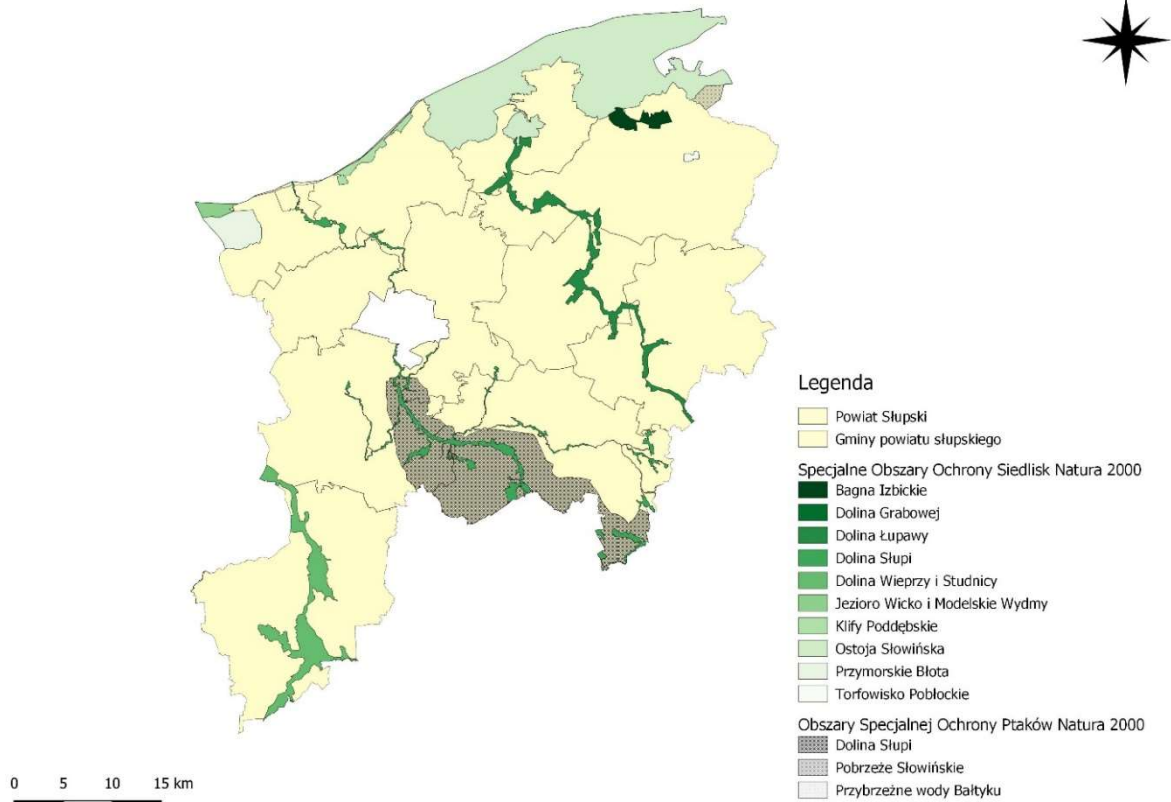 Legenda
Powiat Słupski
Gminy powiatu słupskiego
Specjalne Obszary Ochrony Siedlisk Natura 2000
Bagna Izbickie
Dolina Grabowej
Dolina Łupawy
Dolina Słupi
Dolina Wieprzy i Studnicy
Jezioro Wicko i Modelskie Wydmy
Klify Poddębskie
Ostoja Słowińska
Przymorskie Błota
Torfowisko Pobłockie
Obszary Specjalnej Ochrony Ptaków Natura 2000
Dolina Słupi
Pobrzeże Słowińskie
Przybrzeżne wody Bałtyku
0 5 10 15 km